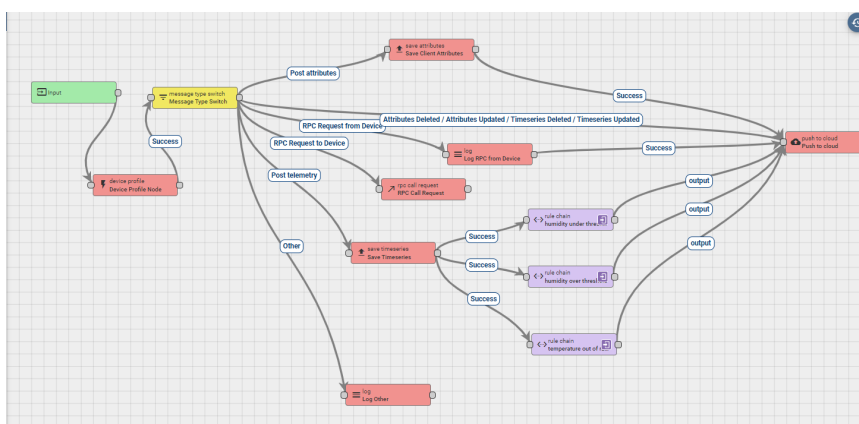 save attributes
Save Client Attributes
Post attributes
input
message type switch
Message Type Switch
Success
Attributes Deleted / Attributes Updated / Timeseries Deleted / Timeseries Updated
RPC Request from Device
push to cloud
Push to cloud
Success
RPC Request to Device
log
Log RPC from Device
Success
Post telemetry
device profile
Device Profile Node
rpc call request
RPC Call Request
output
output
rule chain
humidity under thre...
Success
Other
save timeseries
Save Timeseries
output
Success
rule chain
humidity over thres
Success
rule chain
temperature out of
log
Log Other